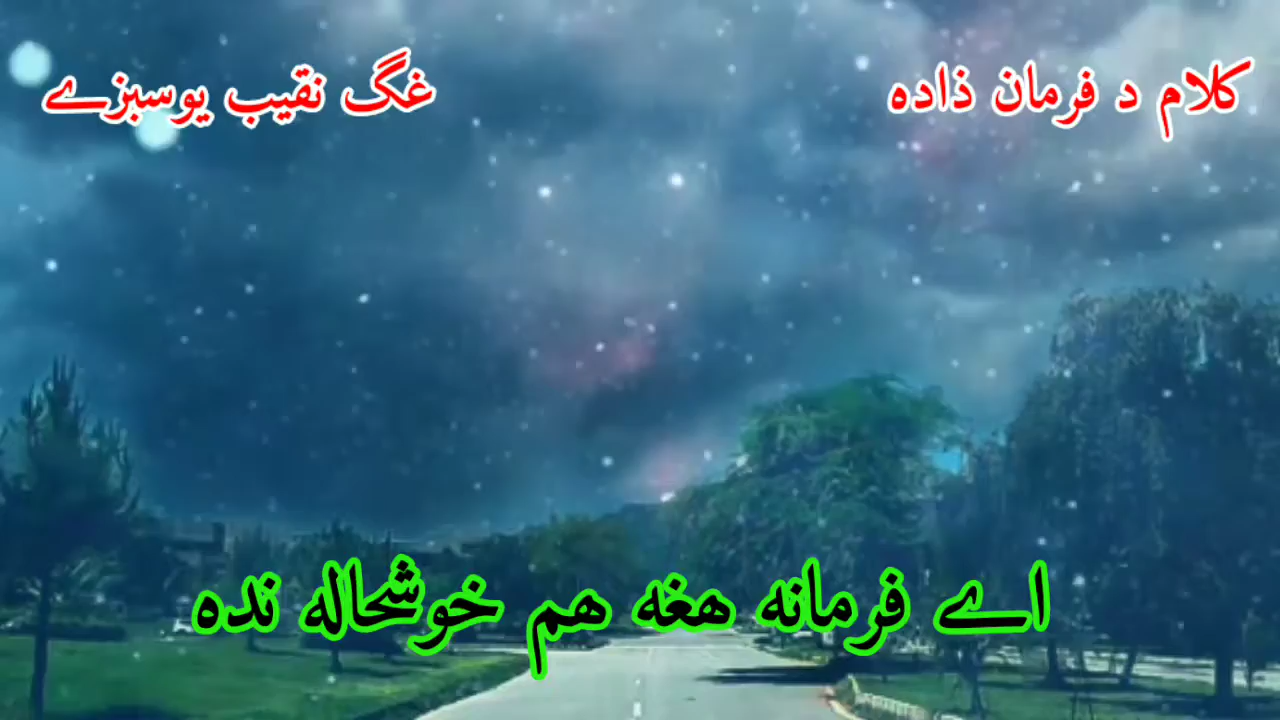 کلام د فرمان ذاده
غگ نقیب یوسبزے
اے فرمانه هغه هم خوشحاله نده